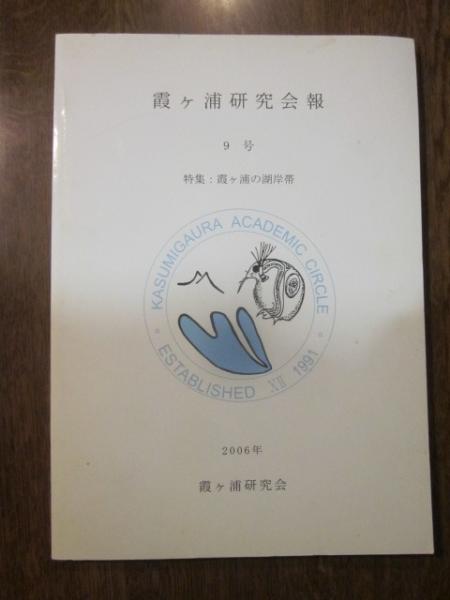 霞ヶ浦研究会報
9 号
特集：霞ヶ浦の湖岸帯
KASUMIGAURA ACADEMIC CIRCLE
ESTABLISHED XII 1991
2006年
霞ヶ浦研究会